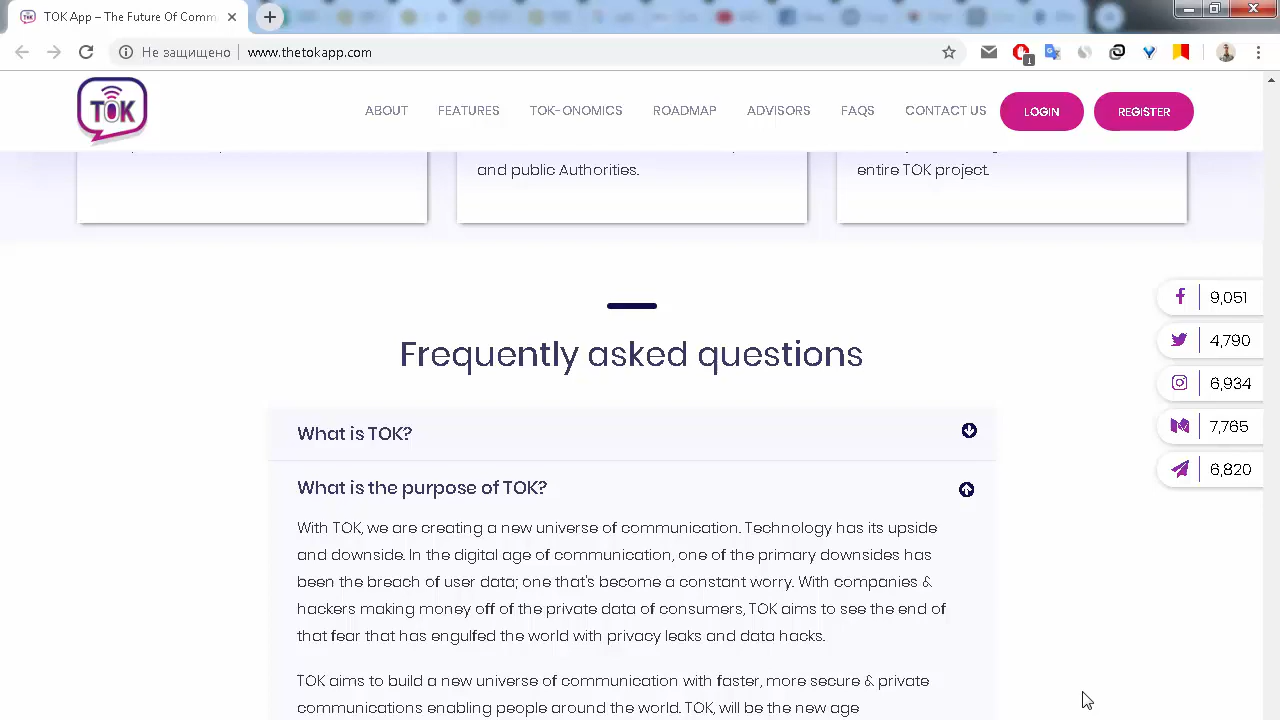 TOK App – The Future Of Comm
Не защищено
www.thetokapp.com
1
TOK
ABOUT
FEATURES
TOK-ONOMICS
ROADMAP
ADVISORS
FAQS
CONTACT US
LOGIN
REGISTER
and public Authorities.
entire TOK project.
9,051
4,790
6,934
7,765
6,820
Frequently asked questions
What is TOK?
What is the purpose of TOK?
With TOK, we are creating a new universe of communication. Technology has its upside
and downside. In the digital age of communication, one of the primary downsides has
been the breach of user data; one that's become a constant worry. With companies &
hackers making money off of the private data of consumers, TOK aims to see the end of
that fear that has engulfed the world with privacy leaks and data hacks.
TOK aims to build a new universe of communication with faster, more secure & private
communications enabling people around the world. TOK, will be the new age